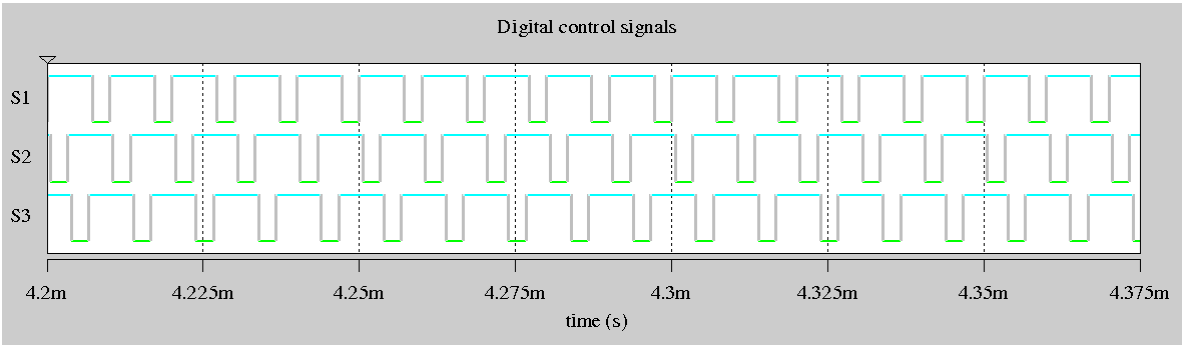 Digital control signals
S1
S2
S3
4.2m 4.225m 4.25m 4.275m 4.3m 4.325m 4.35m 4.375m
time (s)